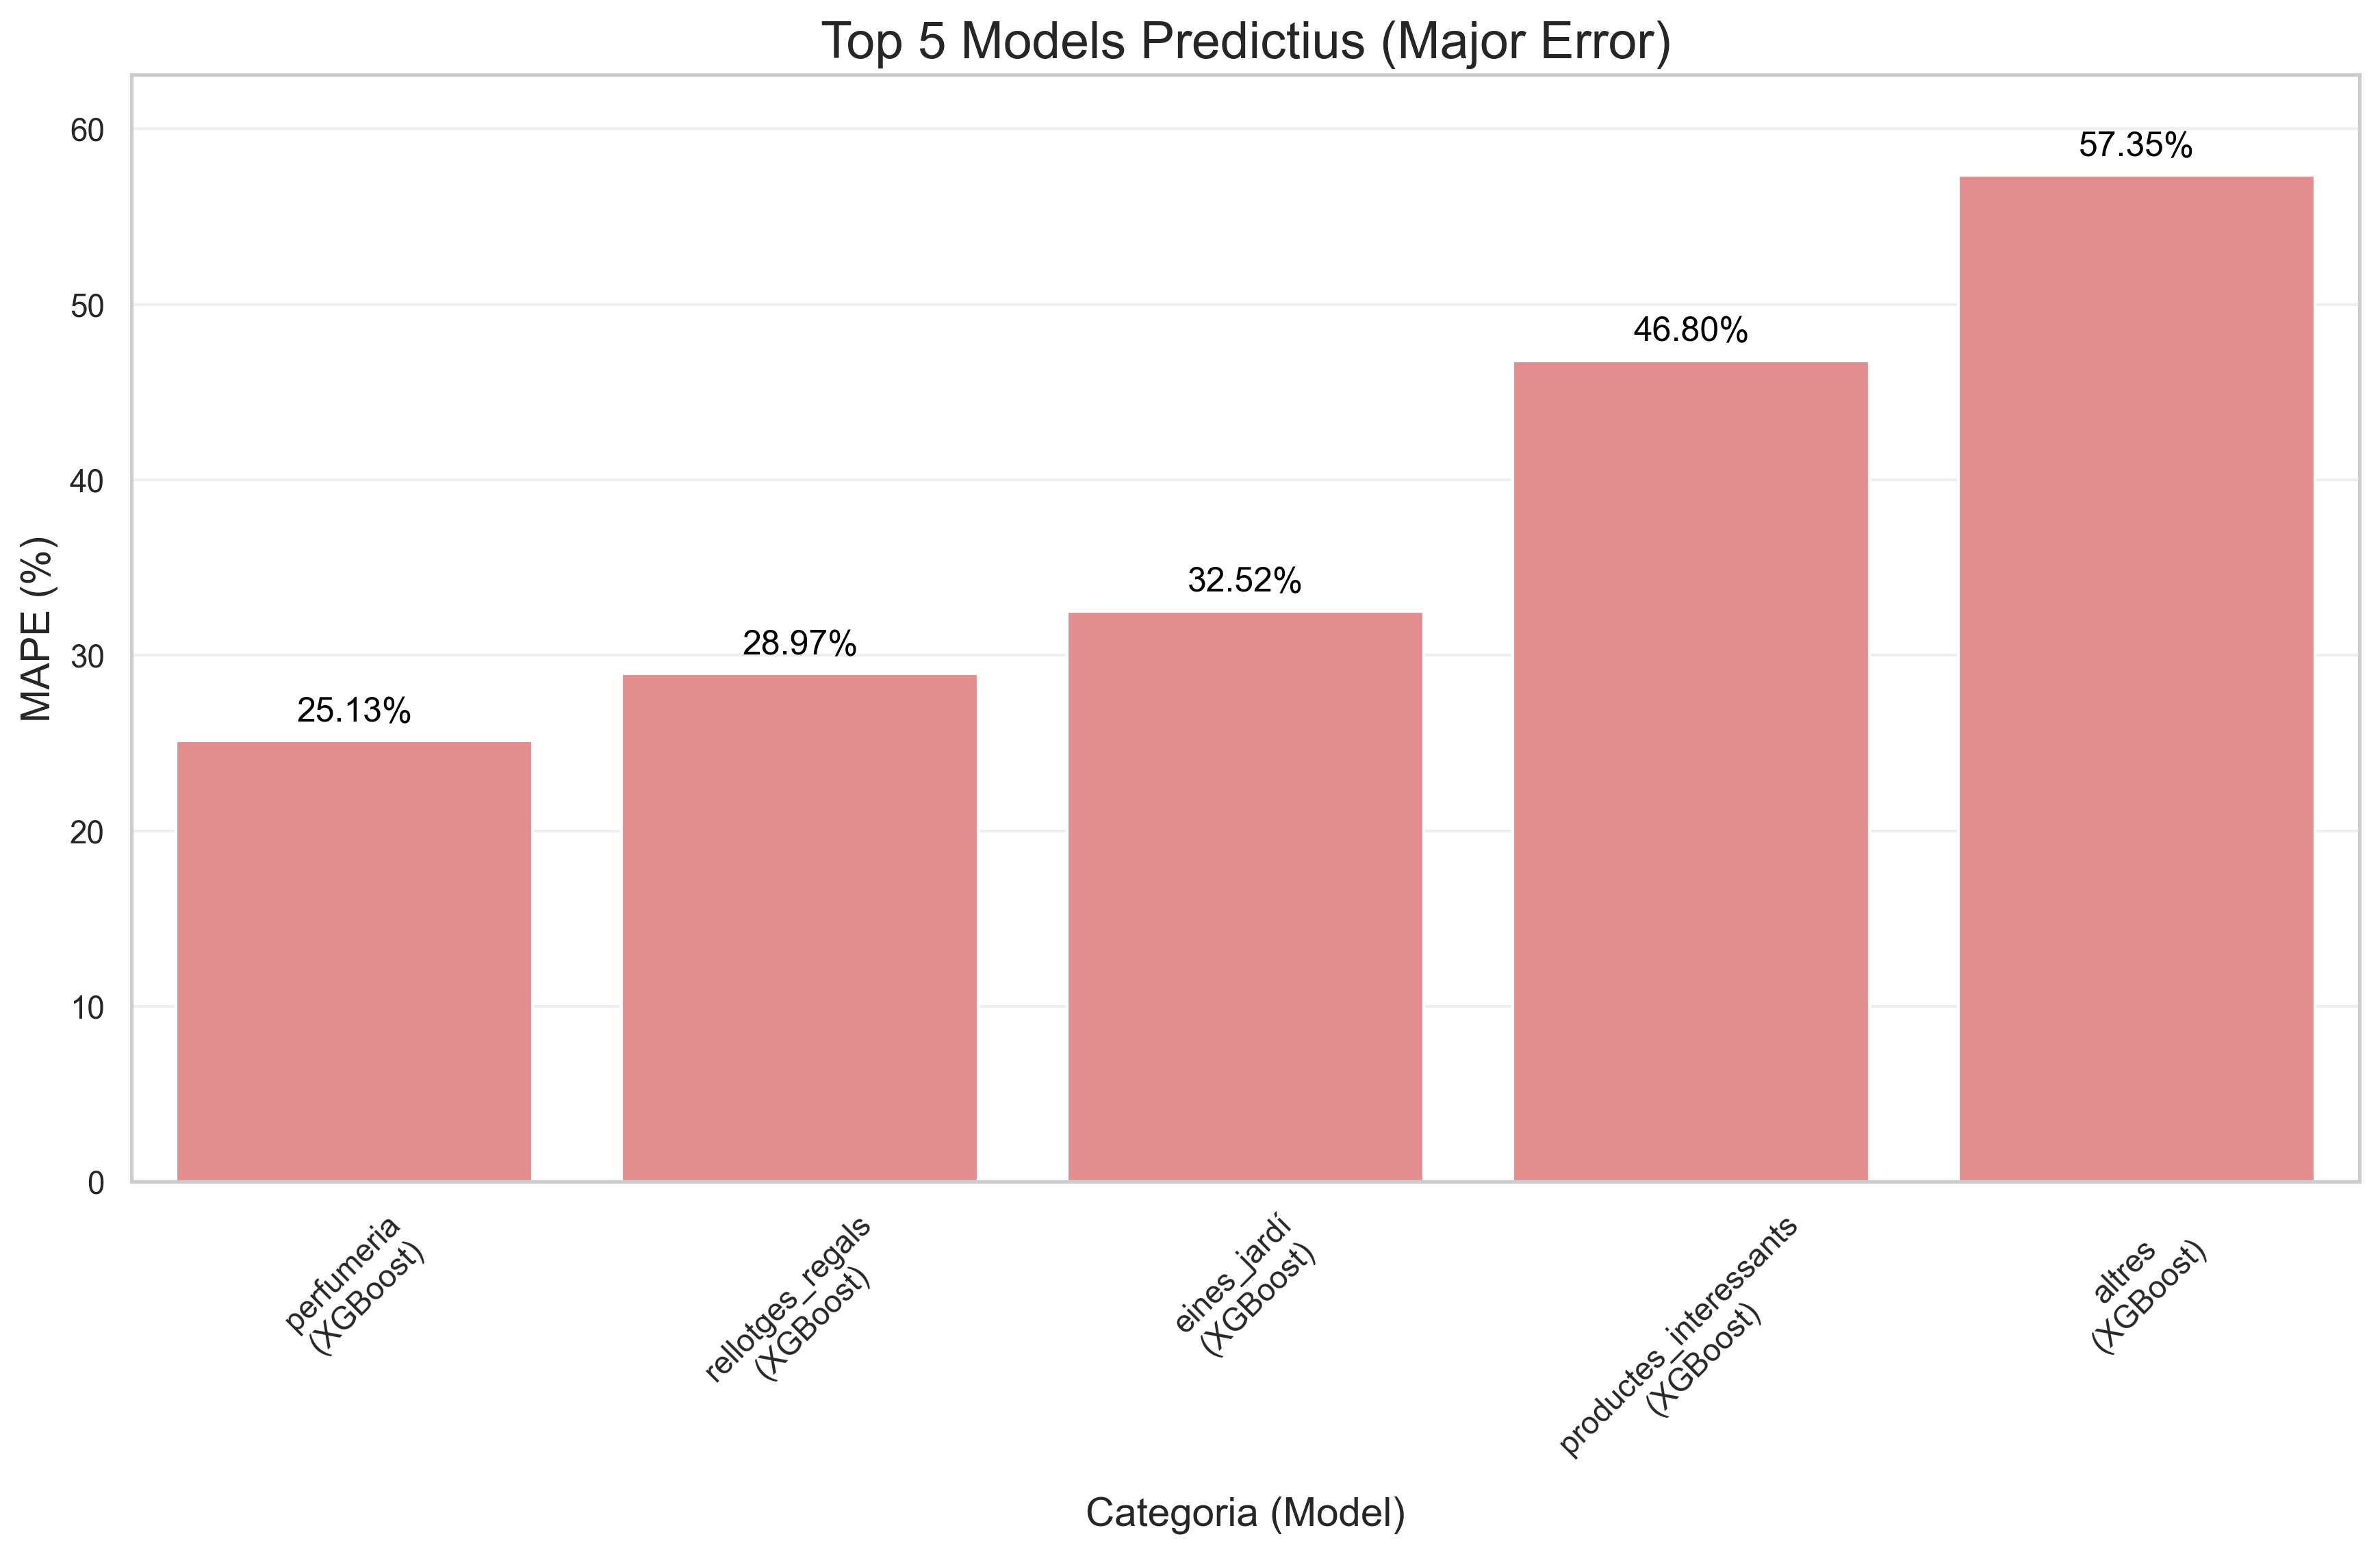 Top 5 Models Predictius (Major Error)
MAPE (%)
60
50
40
30
20
10
0
57.35%
46.80%
32.52%
28.97%
25.13%
perfumeria
(XGBoost)
rellotges_regals
(XGBoost)
eines_jardí
(XGBoost)
productes_interessants
(XGBoost)
altres
(XGBoost)
Categoria (Model)